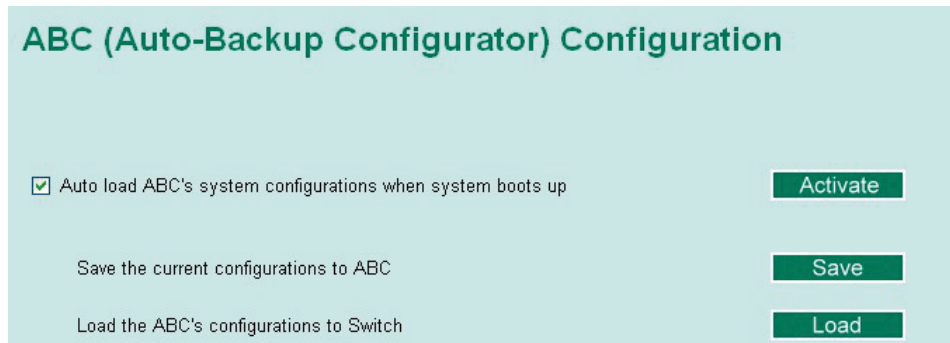 ABC (Auto-Backup Configurator) Configuration
Auto load ABC's system configurations when system boots up
Activate
Save the current configurations to ABC
Save
Load the ABC's configurations to Switch
Load